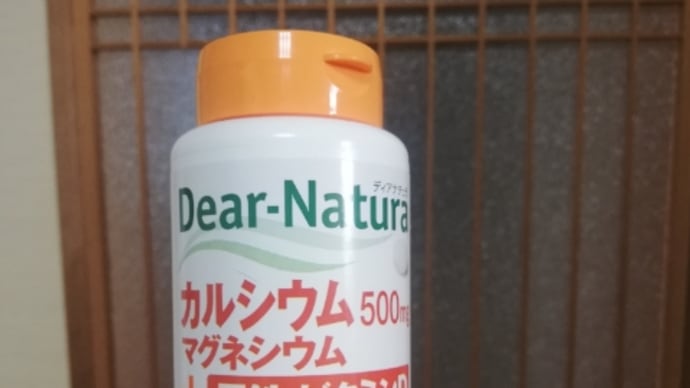 ディアナチュラ
Dear-Natura
カルシウム 500mg
マグネシウム